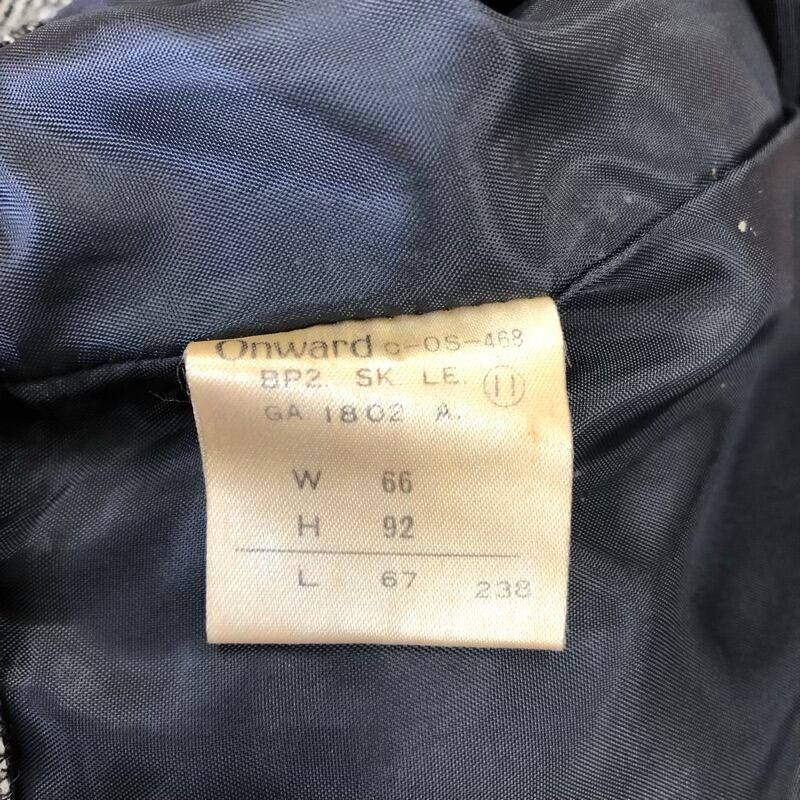 Onward c-OS-468
BP2. SK. LE. 11
GA 1802 A.
W 66
H 92
L 67 238